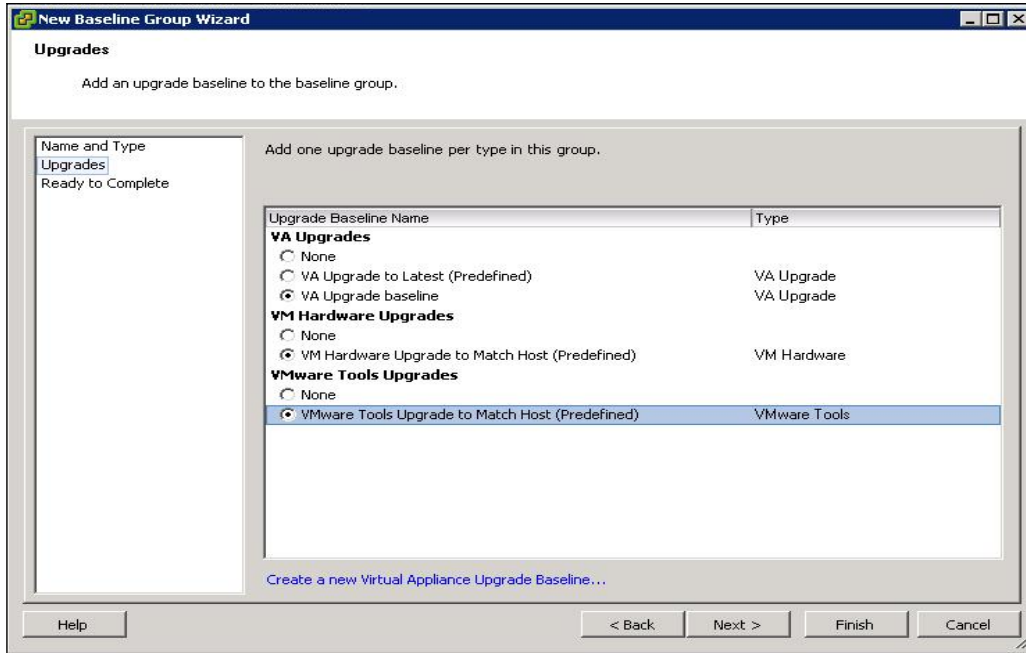 New Baseline Group Wizard
Upgrades
Add an upgrade baseline to the baseline group.
Name and Type
Upgrades
Ready to Complete
Add one upgrade baseline per type in this group.
Upgrade Baseline Name Type
VA Upgrades
None
VA Upgrade to Latest (Predefined) VA Upgrade
VA Upgrade baseline VA Upgrade
VM Hardware Upgrades
None
VM Hardware Upgrade to Match Host (Predefined) VM Hardware
VMware Tools Upgrades
None
VMware Tools Upgrade to Match Host (Predefined) VMware Tools
Create a new Virtual Appliance Upgrade Baseline...
Help < Back Next > Finish Cancel